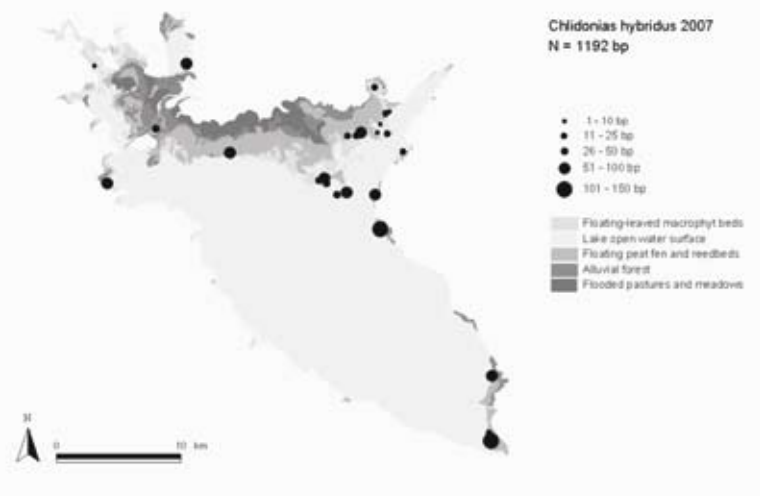 Chlidonias hybridus 2007
N = 1192 bp
1 - 10 bp
11 - 25 bp
26 - 50 bp
51 - 100 bp
101 - 150 bp
Floating-leaved macrophyt beds
Lake open water surface
Floating peat fen and reedbeds
Alluvial forest
Flooded pastures and meadows
N
0 10 km